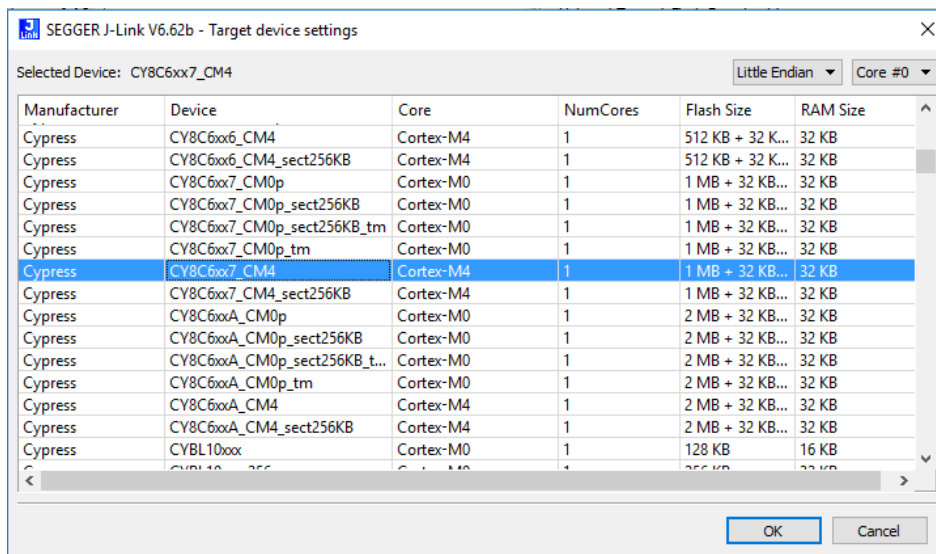 J Link SEGGER J-Link V6.62b - Target device settings
Selected Device: CY8C6xx7_CM4 Little Endian Core #0
Manufacturer Device Core NumCores Flash Size RAM Size
Cypress CY8C6xx6_CM4 Cortex-M4 1 512 KB + 32 K... 32 KB
Cypress CY8C6xx6_CM4_sect256KB Cortex-M4 1 512 KB + 32 K... 32 KB
Cypress CY8C6xx7_CM0p Cortex-M0 1 1 MB + 32 KB... 32 KB
Cypress CY8C6xx7_CM0p_sect256KB Cortex-M0 1 1 MB + 32 KB... 32 KB
Cypress CY8C6xx7_CM0p_sect256KB_tm Cortex-M0 1 1 MB + 32 KB... 32 KB
Cypress CY8C6xx7_CM0p_tm Cortex-M0 1 1 MB + 32 KB... 32 KB
Cypress CY8C6xx7_CM4 Cortex-M4 1 1 MB + 32 KB... 32 KB
Cypress CY8C6xx7_CM4_sect256KB Cortex-M4 1 1 MB + 32 KB... 32 KB
Cypress CY8C6xxA_CM0p Cortex-M0 1 2 MB + 32 KB... 32 KB
Cypress CY8C6xxA_CM0p_sect256KB Cortex-M0 1 2 MB + 32 KB... 32 KB
Cypress CY8C6xxA_CM0p_sect256KB_t... Cortex-M0 1 2 MB + 32 KB... 32 KB
Cypress CY8C6xxA_CM0p_tm Cortex-M0 1 2 MB + 32 KB... 32 KB
Cypress CY8C6xxA_CM4 Cortex-M4 1 2 MB + 32 KB... 32 KB
Cypress CY8C6xxA_CM4_sect256KB Cortex-M4 1 2 MB + 32 KB... 32 KB
Cypress CYBL10xxx Cortex-M0 1 128 KB 16 KB
OK Cancel